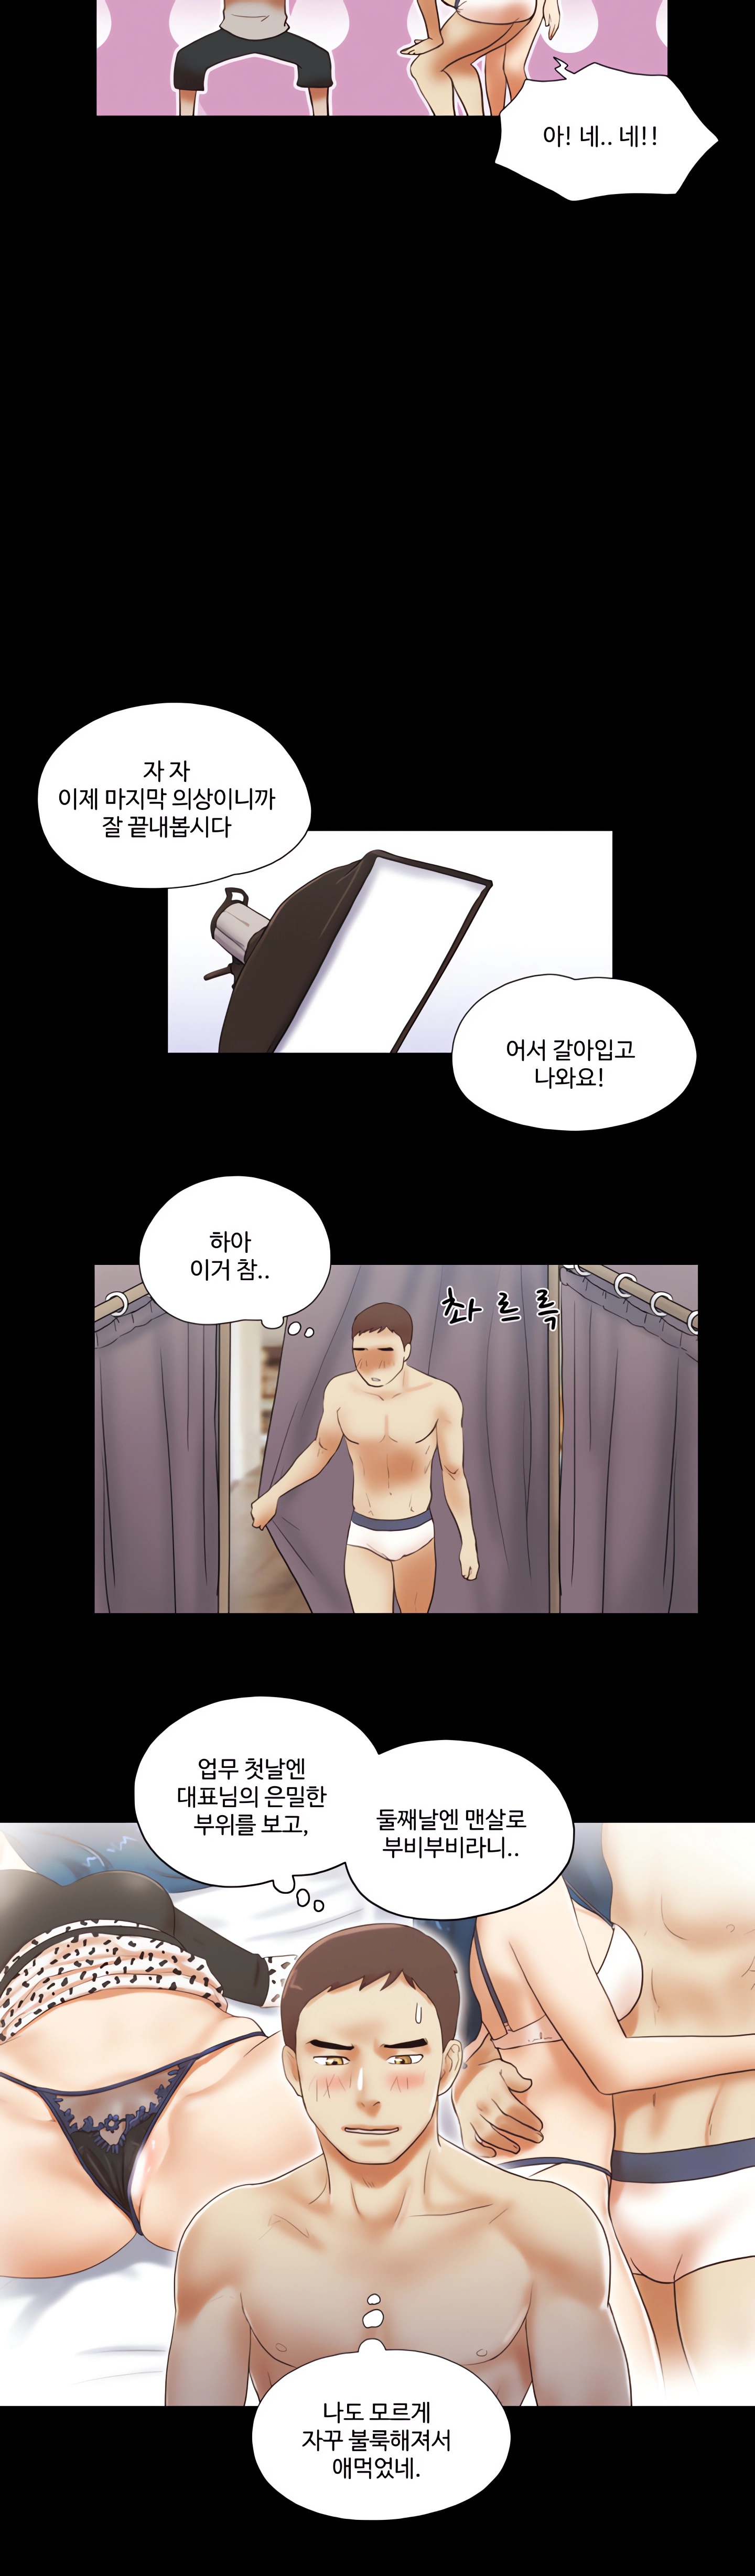 아! 네.. 네!!
자 자
이제 마지막 의상이니까
잘 끝내봅시다
어서 갈아입고
나와요!
하아
이거 참..
촤 르 륵
업무 첫날엔
대표님의 은밀한
부위를 보고,
둘째날엔 맨살로
부비부비라니..
나도 모르게
자꾸 불룩해져서
애먹었네.